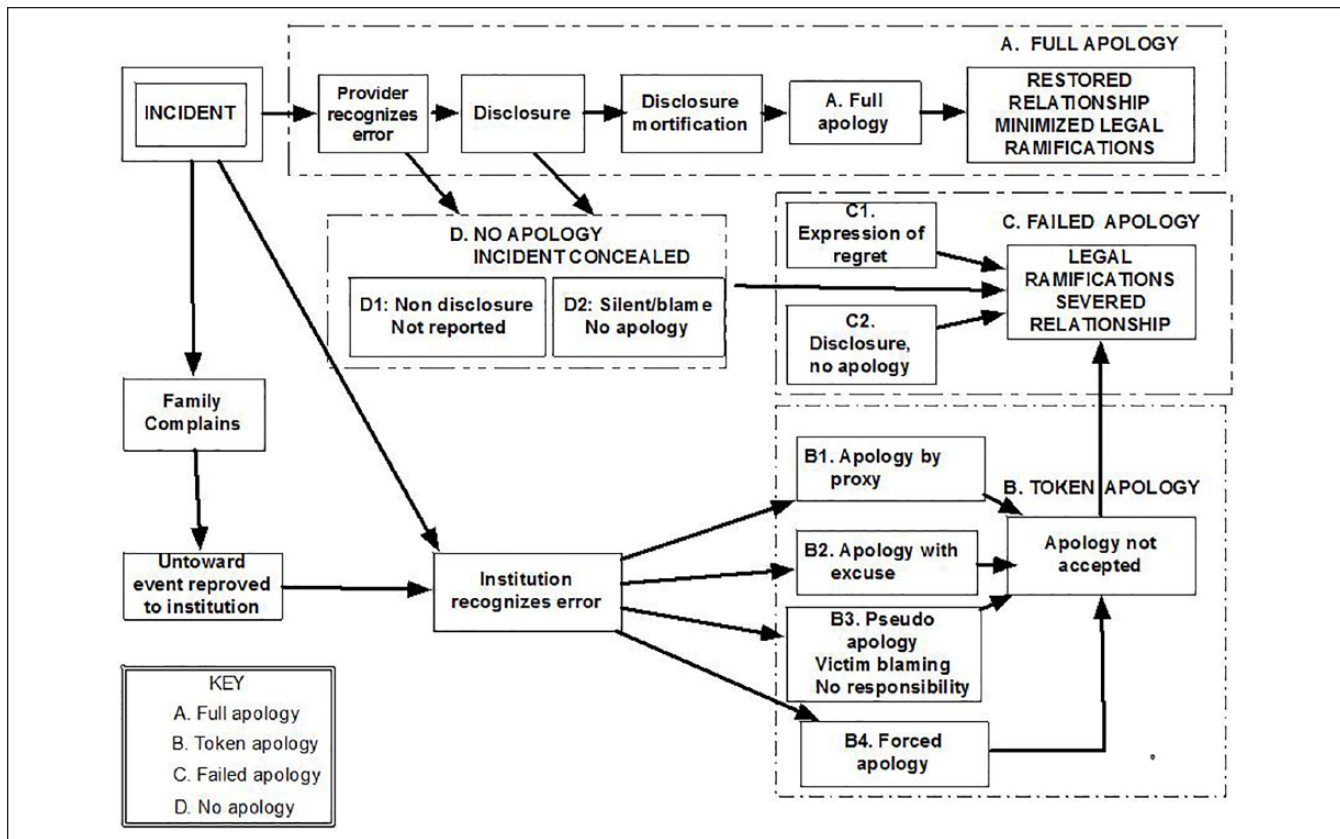 A. FULL APOLOGY
INCIDENT
Provider
recognizes
error
Disclosure
Disclosure
mortification
A. Full
apology
RESTORED
RELATIONSHIP
MINIMIZED LEGAL
RAMIFICATIONS
D. NO APOLOGY
INCIDENT CONCEALED
D1: Non disclosure
Not reported
D2: Silent/blame
No apology
C. FAILED APOLOGY
C1.
Expression of
regret
C2.
Disclosure,
no apology
LEGAL
RAMIFICATIONS
SEVERED
RELATIONSHIP
Family
Complains
Untoward
event reproved
to institution
Institution
recognizes error
B. TOKEN APOLOGY
B1. Apology by
proxy
B2. Apology with
excuse
B3. Pseudo
apology
Victim blaming
No responsibility
B4. Forced
apology
Apology not
accepted
KEY
A. Full apology
B. Token apology
C. Failed apology
D. No apology